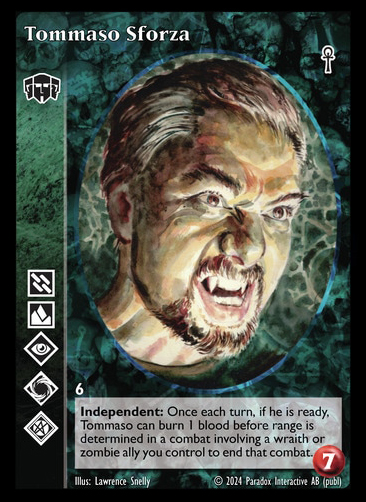 Tommaso Sforza
6
Independent: Once each turn, if he is ready,
Tommaso can burn 1 blood before range is
determined in a combat involving a wraith or
zombie ally you control to end that combat.
7
Illus: Lawrence Snelly © 2024 Paradox Interactive AB (publ)